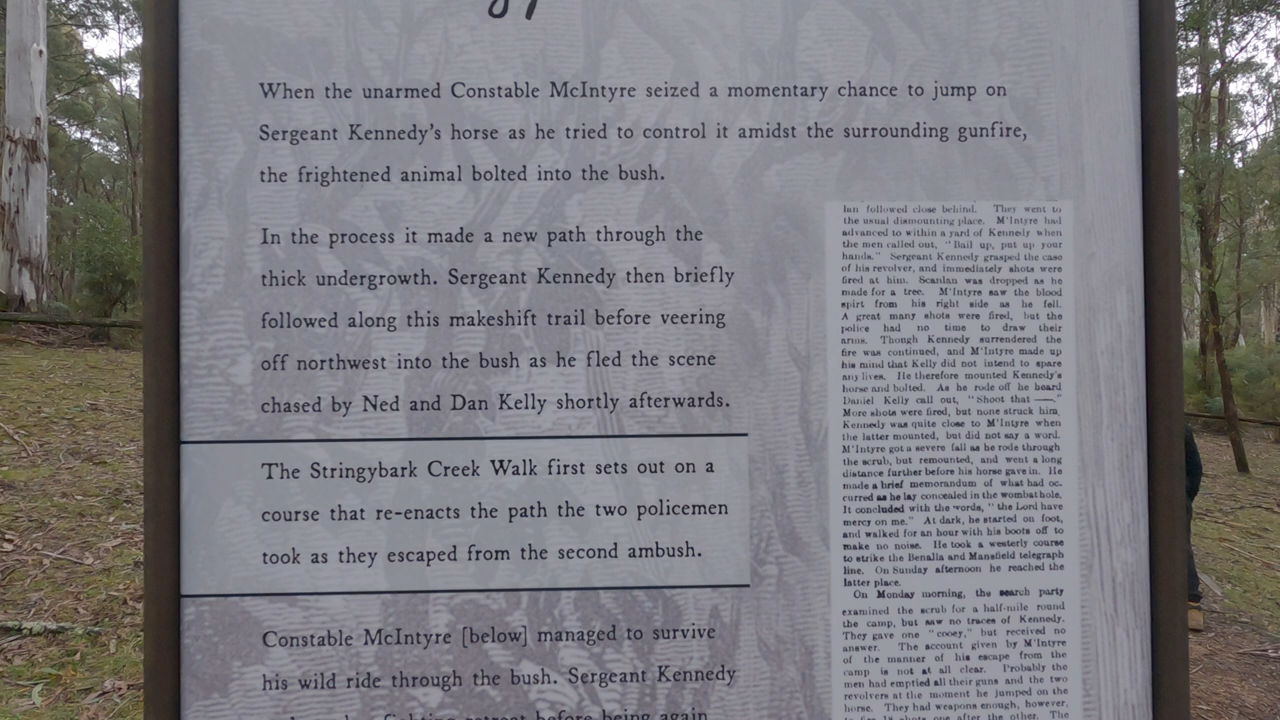 When the unarmed Constable McIntyre seized a momentary chance to jump on
Sergeant Kennedy's horse as he tried to control it amidst the surrounding gunfire,
the frightened animal bolted into the bush.
In the process it made a new path through the
thick undergrowth. Sergeant Kennedy then briefly
followed along this makeshift trail before veering
off northwest into the bush as he fled the scene
chased by Ned and Dan Kelly shortly afterwards.
The Stringybark Creek Walk first sets out on a
course that re-enacts the path the two policemen
took as they escaped from the second ambush.
Constable McIntyre [below] managed to survive
his wild ride through the bush. Sergeant Kennedy
fighting retreat before being again
lan followed close behind. They went to
the usual dismounting place. M'Intyre had
advanced to within a yard of Kennedy when
the men called out, "Bail up, put up your
hands." Sergeant Kennedy grasped the case
of his revolver, and immediately shots were
fired at him. Scanlan was dropped as he
made for a tree. M'Intyre saw the blood
spirt from his right side as he fell.
A great many shots were fired, but the
police had no time to draw their
arms. Though Kennedy surrendered the
fire was continued, and M'Intyre made up
his mind that Kelly did not intend to spare
any lives. He therefore mounted Kennedy's
horse and bolted. As he rode off he heard
Daniel Kelly call out, "Shoot that ——."
More shots were fired, but none struck him.
Kennedy was quite close to M'Intyre when
the latter mounted, but did not say a word.
M'Intyre got a severe fall as he rode through
the scrub, but remounted, and went a long
distance further before his horse gave in. He
made a brief memorandum of what had oc-
curred as he lay concealed in the wombat hole.
It concluded with the words, "the Lord have
mercy on me." At dark, he started on foot,
and walked for an hour with his boots off to
make no noise. He took a westerly course
to strike the Benalla and Mansfield telegraph
line. On Sunday afternoon he reached the
latter place.
On Monday morning, the search party
examined the scrub for a half-mile round
the camp, but saw no traces of Kennedy.
They gave one "cooey," but received no
answer. The account given by M'Intyre
of the manner of his escape from the
camp is not at all clear. Probably the
men had emptied all their guns and the two
revolvers at the moment he jumped on the
horse. They had weapons enough, however,
to fire 18 shots one after the other. The